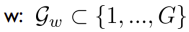 w: 𝒢_w ⊂ {1, ..., G}